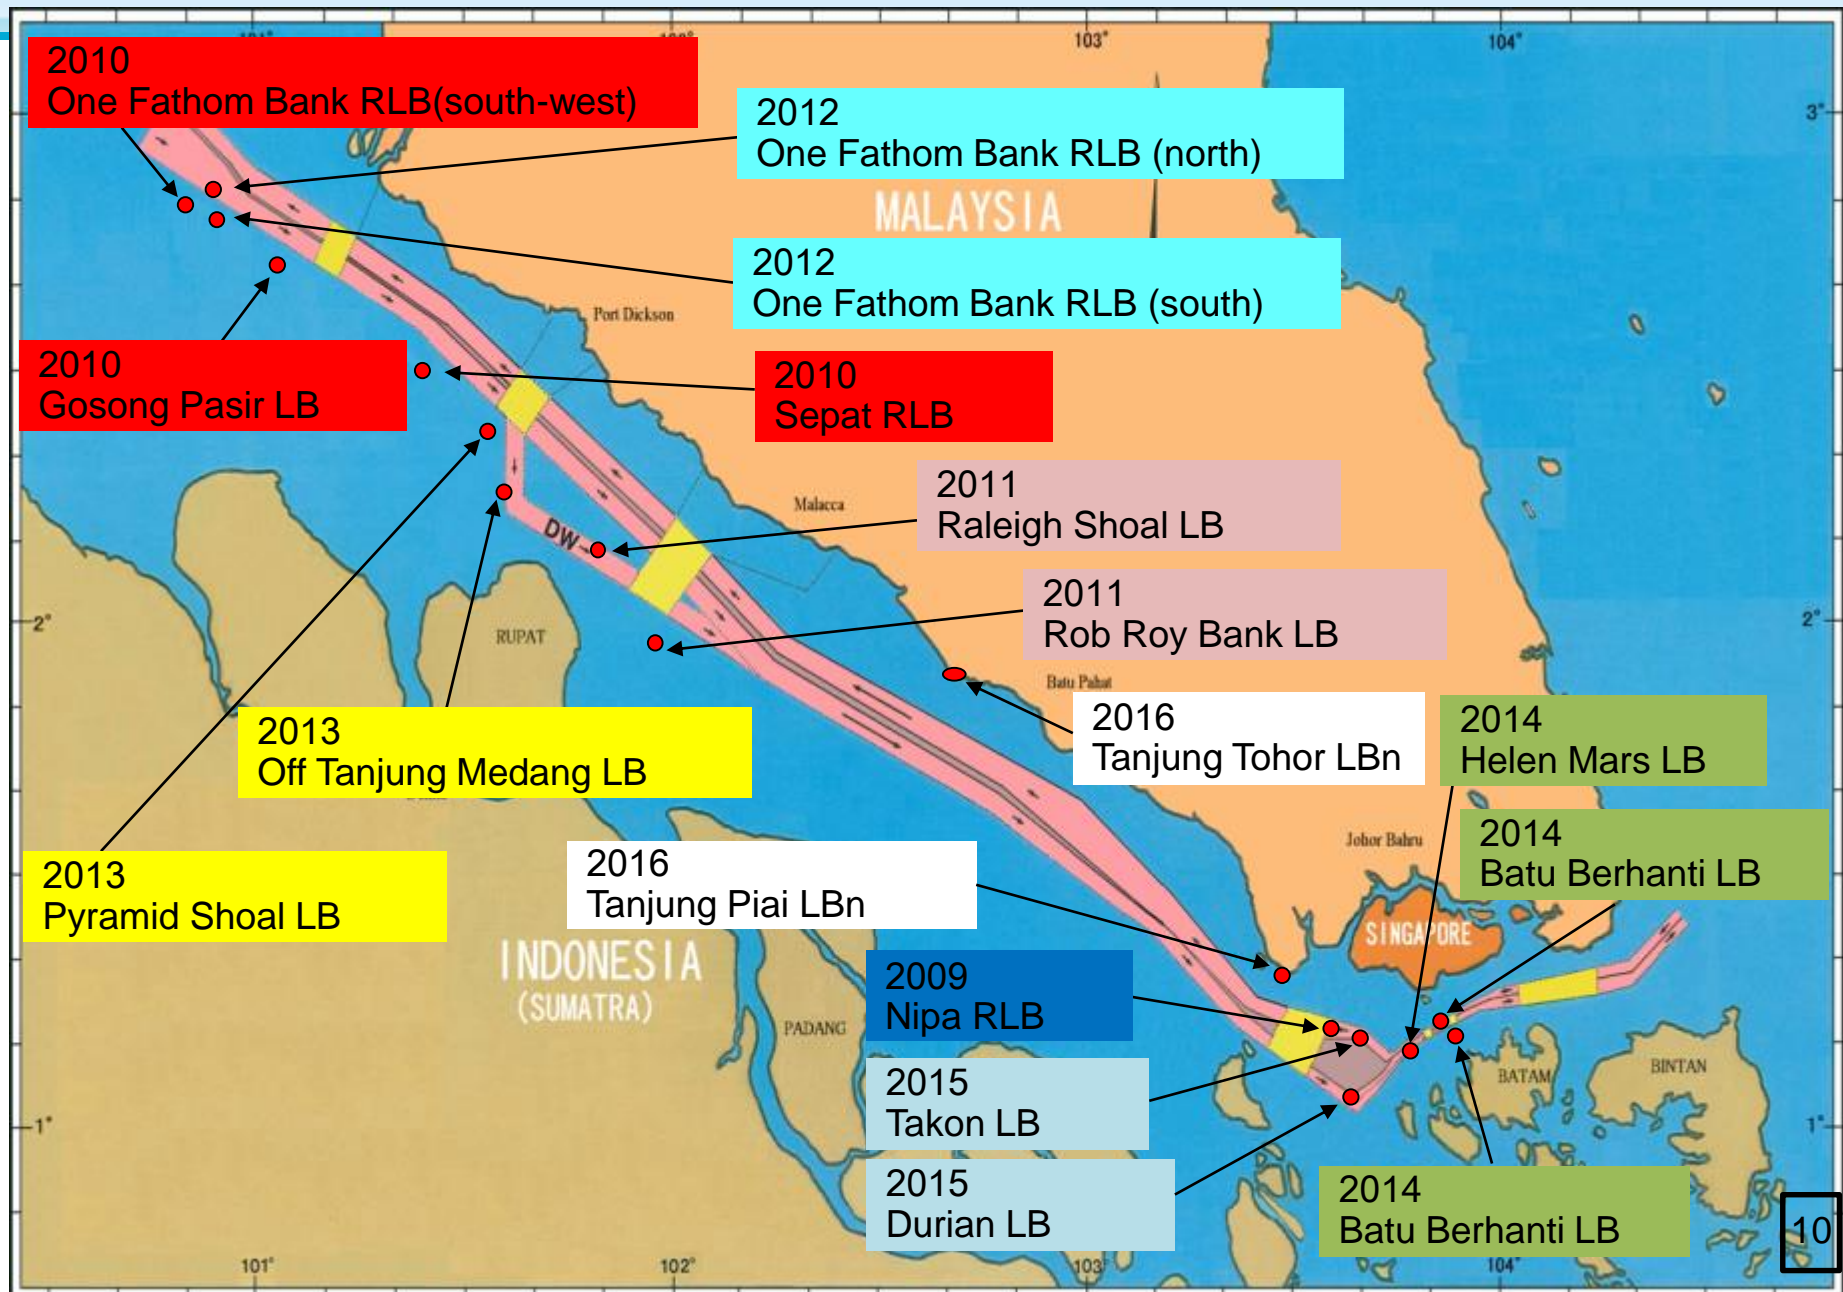 103°
104°
2010
One Fathom Bank RLB(south-west)
2012
One Fathom Bank RLB (north)
3°
MALAYSIA
2012
One Fathom Bank RLB (south)
Port Dickson
2010
Gosong Pasir LB
2010
Sepat RLB
2011
Raleigh Shoal LB
Malacca
DW
2011
Rob Roy Bank LB
2°
2°
RUPAT
Batu Pahat
2013
Off Tanjung Medang LB
2016
Tanjung Tohor LBn
2014
Helen Mars LB
2014
Batu Berhanti LB
Johor Bahru
2013
Pyramid Shoal LB
2016
Tanjung Piai LBn
SINGAPORE
INDONESIA
(SUMATRA)
2009
Nipa RLB
PADANG
2015
Takon LB
BATAM
BINTAN
1°
1°
2015
Durian LB
2014
Batu Berhanti LB
10
101°
102°
103°
104°